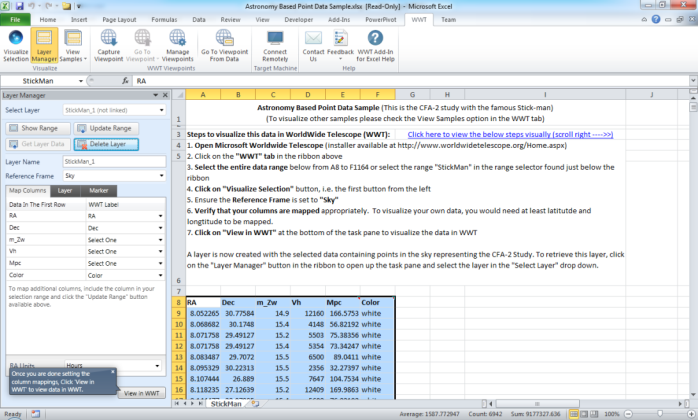 Astronomy Based Point Data Sample.xlsx [Read-Only] - Microsoft Excel
File Home Insert Page Layout Formulas Data Review View Developer Add-Ins PowerPivot WWT Team
Visualize Selection Layer Manager View Samples Capture Viewpoint Go To Viewpoint Manage Viewpoints Go To Viewpoint From Data Connect Remotely Contact Us Feedback WWT Add-In for Excel Help
Visualize WWT Viewpoints Target Machine Help
StickMan fx RA
Layer Manager
Select Layer StickMan_1 (not linked)
Show Range Update Range
Get Layer Data Delete Layer
Layer Name StickMan_1
Reference Frame Sky
Map Columns Layer Marker
Data In The First Row WWT Label
RA RA
Dec Dec
m_Zw Select One
Vh Select One
Mpc Select One
Color Color
To map additional columns, include the column in your
selection range and click the "Update Range" button
available above.
RA Units Hours
Once you are done setting the
column mappings, Click 'View in
WWT' to view data in WWT.
View in WWT
A B C D E F G H I J
1 Astronomy Based Point Data Sample (This is the CFA-2 study with the famous Stick-man)
(To visualize other samples please check the View Samples option in the WWT tab)
3 Steps to visualize this data in WorldWide Telescope (WWT): Click here to view the below steps visually (scroll right ---->>)
4 1. Open Microsoft Worldwide Telescope (installer available at http://www.worldwidetelescope.org/Home.aspx)
5 2. Click on the "WWT" tab in the ribbon above
3. Select the entire data range below from A8 to F1164 or select the range "StickMan" in the range selector found just below the
ribbon
4. Click on "Visualize Selection" button, i.e. the first button from the left
5. Ensure the Reference Frame is set to "Sky"
6. Verify that your columns are mapped appropriately. To visualize your own data, you would need at least latitutde and
longtitude to be mapped.
7. Click on "View in WWT" at the bottom of the task pane to visualize the data in WWT
A layer is now created with the selected data containing points in the sky representing the CFA-2 Study. To retrieve this layer, click
6 on the "Layer Manager" button in the ribbon to open up the task pane and select the layer in the "Select Layer" drop down.
7
8 RA Dec m_Zw Vh Mpc Color
9 8.052265 30.77584 14.9 12160 166.5753 white
10 8.068682 30.1748 15.4 4148 56.82192 white
11 8.071758 29.49127 15.2 5503 75.38356 white
12 8.071758 29.49127 15.4 5354 73.34247 white
13 8.083487 29.7072 15.5 6500 89.0411 white
14 8.095329 30.22313 15.5 2356 32.27397 white
15 8.107444 26.889 15.5 7647 104.7534 white
16 8.118235 27.12639 15.2 12409 169.9863 white
StickMan
Ready Average: 1587.772947 Count: 6942 Sum: 9177327.636 100%